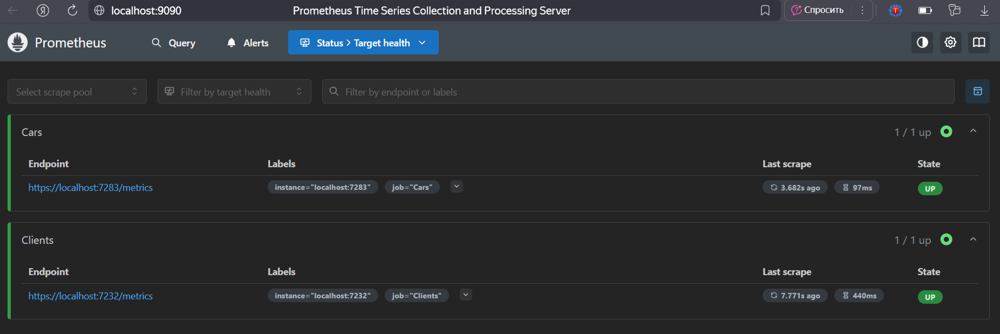 localhost:9090 Prometheus Time Series Collection and Processing Server Спросить
Prometheus Query Alerts Status > Target health
Select scrape pool Filter by target health Filter by endpoint or labels
Cars 1 / 1 up
Endpoint Labels Last scrape State
https://localhost:7283/metrics instance="localhost:7283" job="Cars" 3.682s ago 97ms UP
Clients 1 / 1 up
Endpoint Labels Last scrape State
https://localhost:7232/metrics instance="localhost:7232" job="Clients" 7.771s ago 440ms UP